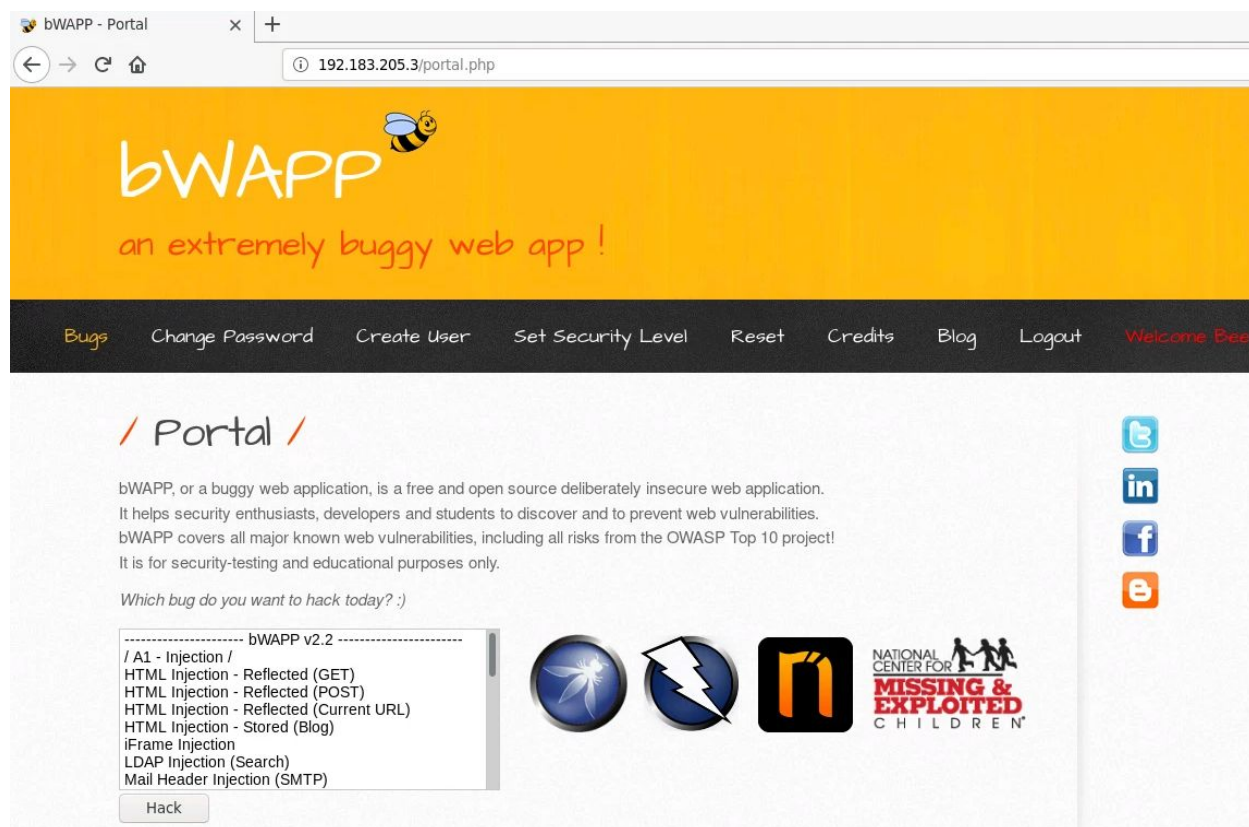 bWAPP - Portal
192.183.205.3/portal.php
bWAPP
an extremely buggy web app !
Bugs Change Password Create User Set Security Level Reset Credits Blog Logout Welcome Bee
/ Portal /
bWAPP, or a buggy web application, is a free and open source deliberately insecure web application.
It helps security enthusiasts, developers and students to discover and to prevent web vulnerabilities.
bWAPP covers all major known web vulnerabilities, including all risks from the OWASP Top 10 project!
It is for security-testing and educational purposes only.
Which bug do you want to hack today? :)
---------------------- bWAPP v2.2 -----------------------
/ A1 - Injection /
HTML Injection - Reflected (GET)
HTML Injection - Reflected (POST)
HTML Injection - Reflected (Current URL)
HTML Injection - Stored (Blog)
iFrame Injection
LDAP Injection (Search)
Mail Header Injection (SMTP)
Hack
NATIONAL
CENTER FOR
MISSING &
EXPLOITED
CHILDREN
in
f
n